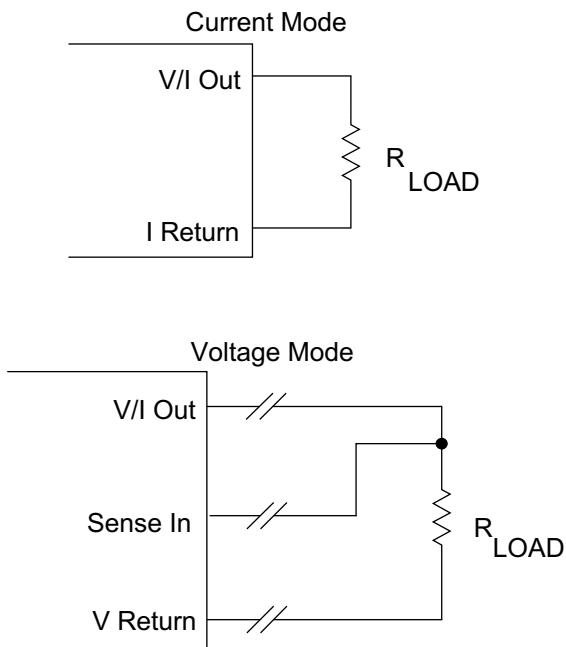 Current Mode
V/I Out
R
LOAD
I Return
Voltage Mode
V/I Out
Sense In
R
LOAD
V Return